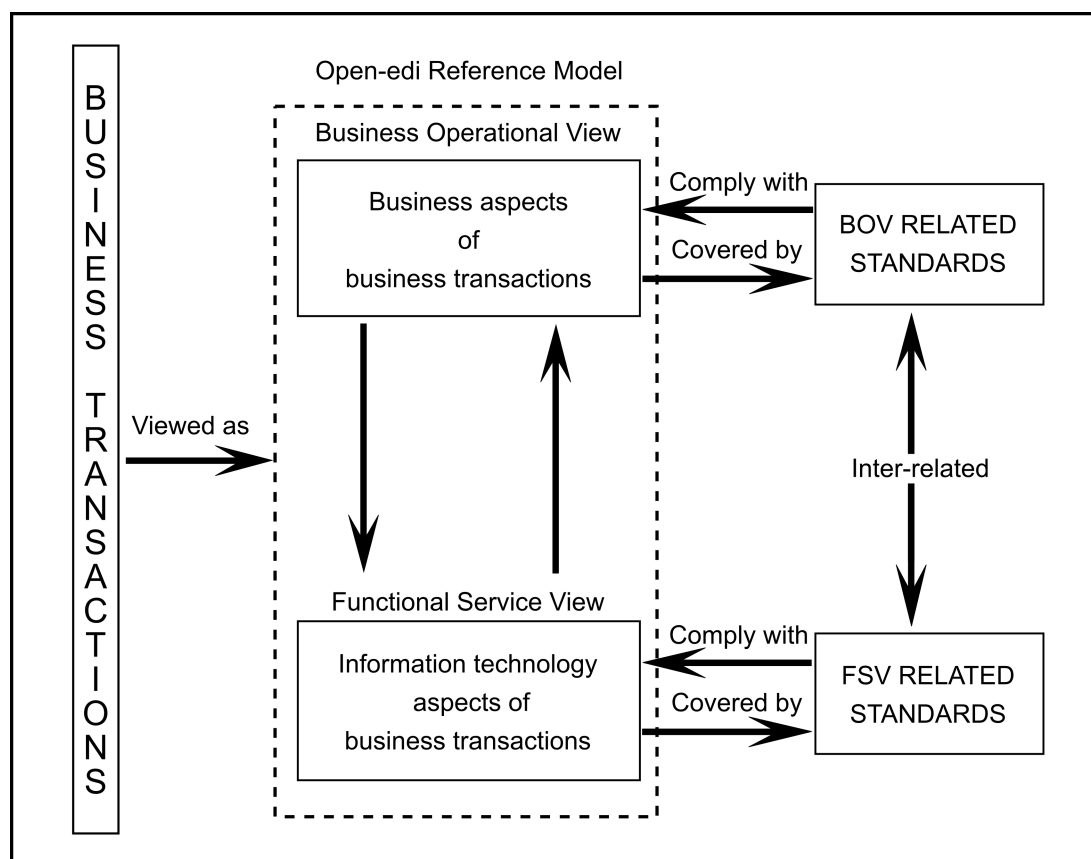 BUSINESS TRANSACTIONS
Open-edi Reference Model
Business Operational View
Business aspects
of
business transactions
Comply with
Covered by
BOV RELATED
STANDARDS
Viewed as
Inter-related
Functional Service View
Information technology
aspects of
business transactions
Comply with
Covered by
FSV RELATED
STANDARDS